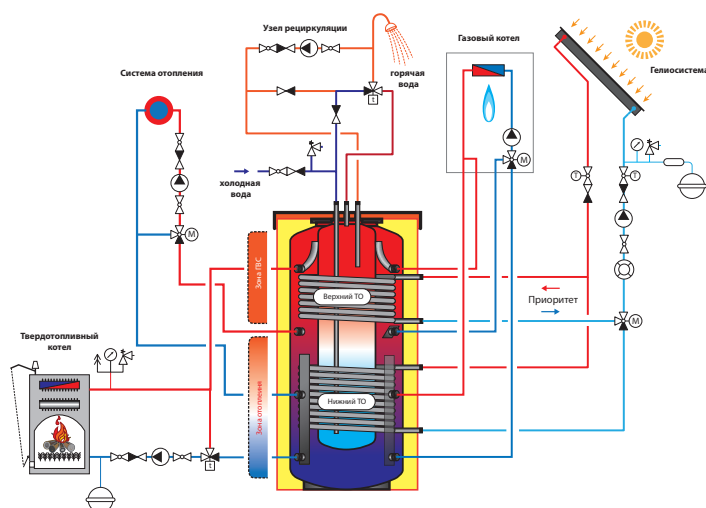 Узел рециркуляции
Газовый котел
Гелиосистема
Система отопления
горячая
вода
t
M
T
T
холодная
вода
M
Зона ГВС
Верхний ТО
Приоритет
M
Твердотопливный
котел
Зона отопления
Нижний ТО
t